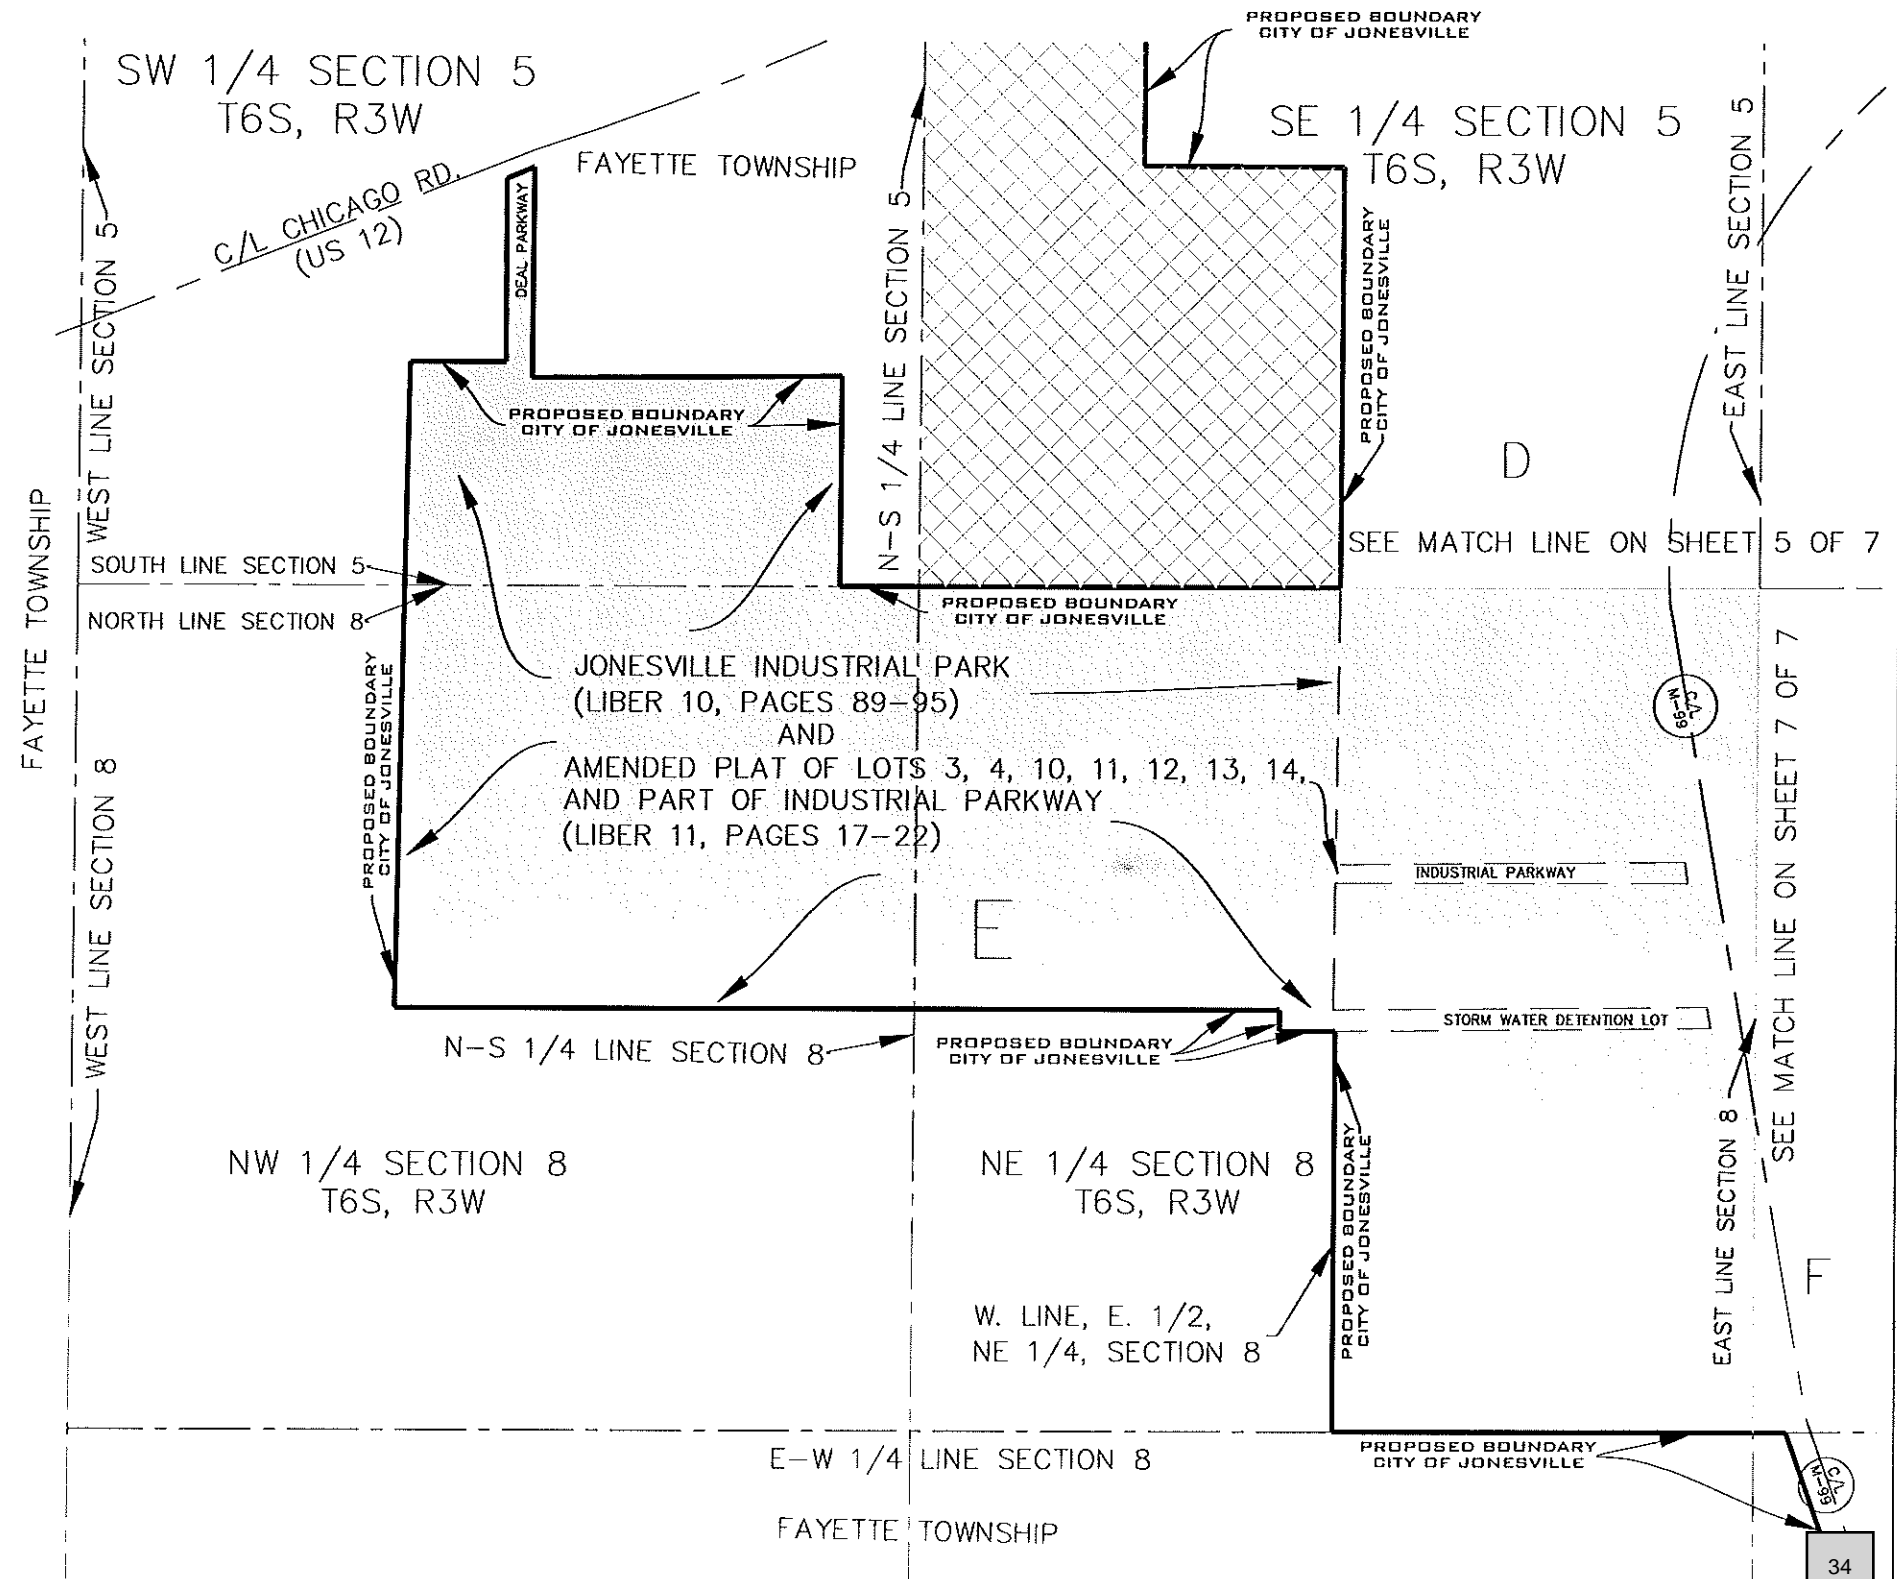 PROPOSED BOUNDARY
CITY OF JONESVILLE
SW 1/4 SECTION 5
T6S, R3W
SE 1/4 SECTION 5
T6S, R3W
FAYETTE TOWNSHIP
C/L CHICAGO RD.
(US 12)
DEAL PARKWAY
WEST LINE SECTION 5
N-S 1/4 LINE SECTION 5
PROPOSED BOUNDARY
CITY OF JONESVILLE
EAST LINE SECTION 5
PROPOSED BOUNDARY
CITY OF JONESVILLE
D
SEE MATCH LINE ON SHEET 5 OF 7
FAYETTE TOWNSHIP
SOUTH LINE SECTION 5
NORTH LINE SECTION 8
PROPOSED BOUNDARY
CITY OF JONESVILLE
PROPOSED BOUNDARY
CITY OF JONESVILLE
JONESVILLE INDUSTRIAL PARK
(LIBER 10, PAGES 89-95)
AND
AMENDED PLAT OF LOTS 3, 4, 10, 11, 12, 13, 14,
AND PART OF INDUSTRIAL PARKWAY
(LIBER 11, PAGES 17-22)
C/L
M-99
SEE MATCH LINE ON SHEET 7 OF 7
INDUSTRIAL PARKWAY
WEST LINE SECTION 8
E
STORM WATER DETENTION LOT
N-S 1/4 LINE SECTION 8
PROPOSED BOUNDARY
CITY OF JONESVILLE
NW 1/4 SECTION 8
T6S, R3W
NE 1/4 SECTION 8
T6S, R3W
PROPOSED BOUNDARY
CITY OF JONESVILLE
EAST LINE SECTION 8
F
W. LINE, E. 1/2,
NE 1/4, SECTION 8
E-W 1/4 LINE SECTION 8
PROPOSED BOUNDARY
CITY OF JONESVILLE
C/L
M-99
FAYETTE TOWNSHIP
34